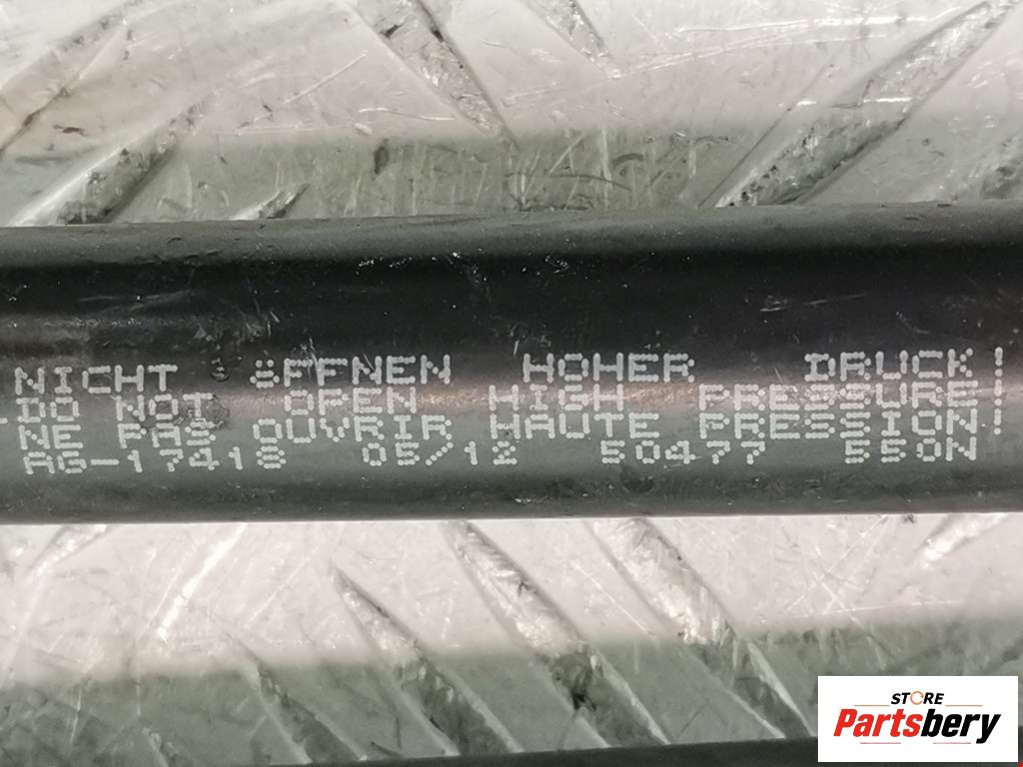 NICHT ÖFFNEN HOHER DRUCK!
DO NOT OPEN HIGH PRESSURE!
NE PAS OUVRIR HAUTE PRESSION!
AG-17418 05/12 50477 550N
STORE
Partsbery